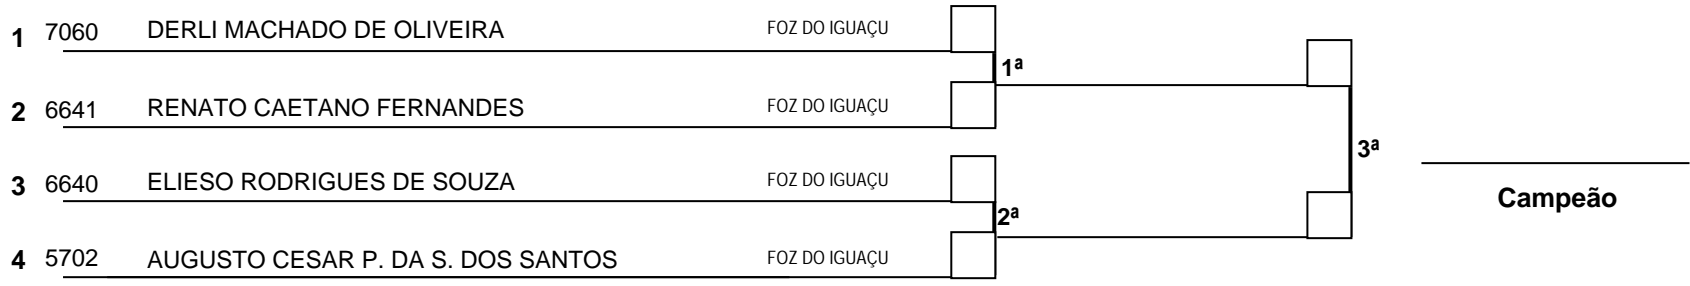 1 7060 DERLI MACHADO DE OLIVEIRA FOZ DO IGUAÇU
1ª
2 6641 RENATO CAETANO FERNANDES FOZ DO IGUAÇU
3ª
3 6640 ELIESO RODRIGUES DE SOUZA FOZ DO IGUAÇU
Campeão
2ª
4 5702 AUGUSTO CESAR P. DA S. DOS SANTOS FOZ DO IGUAÇU